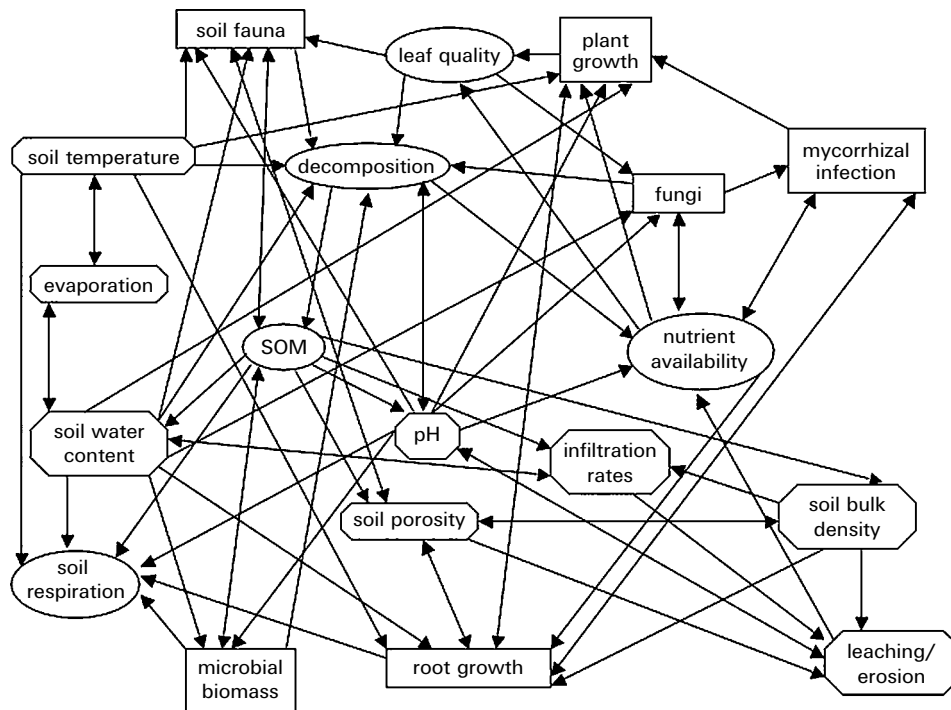 soil fauna
leaf quality
plant
growth
soil temperature
decomposition
mycorrhizal
infection
fungi
evaporation
SOM
nutrient
availability
soil water
content
pH
infiltration
rates
soil porosity
soil bulk
density
soil
respiration
microbial
biomass
root growth
leaching/
erosion